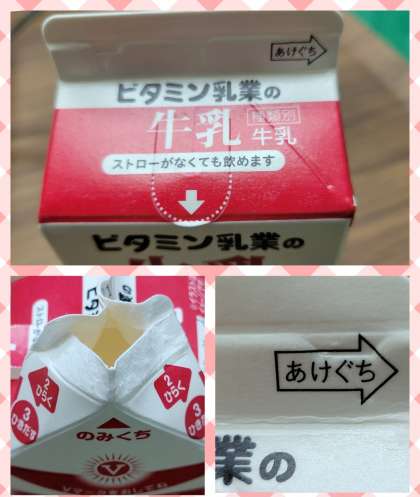 あけぐち
ビタミン乳業の
牛乳 種類別 牛乳
ストローがなくても飲めます
ビタミン乳業の
2 ひらく
3 ひきだす
のみくち
2 ひらく
3 ひきだす
V
あけぐち
業の